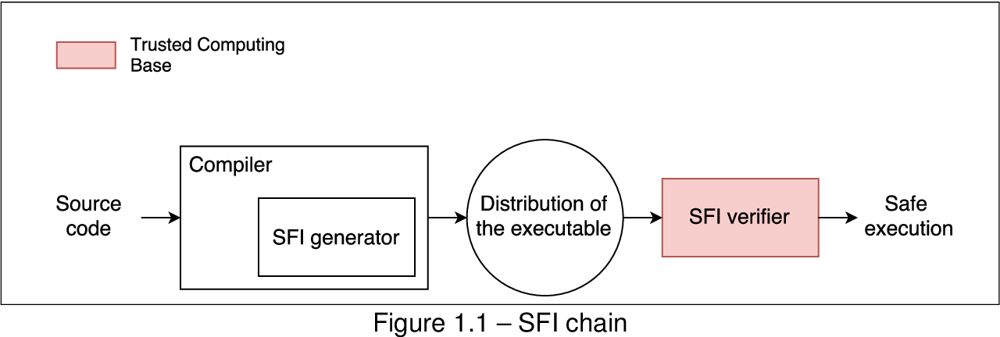 Trusted Computing
Base
Compiler
Source
code
SFI generator
Distribution of
the executable
SFI verifier
Safe
execution
Figure 1.1 – SFI chain